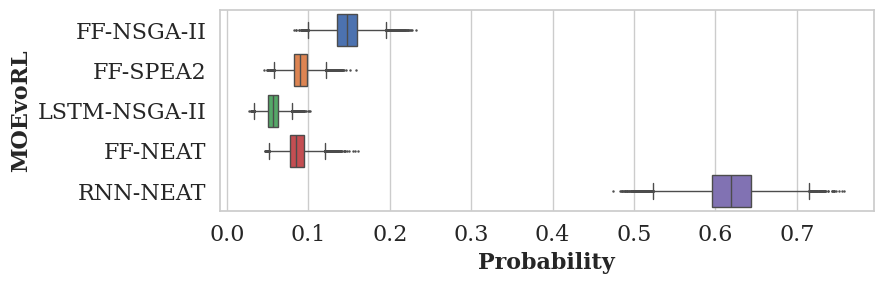 MOEvoRL
FF-NSGA-II
FF-SPEA2
LSTM-NSGA-II
FF-NEAT
RNN-NEAT
0.0 0.1 0.2 0.3 0.4 0.5 0.6 0.7
Probability